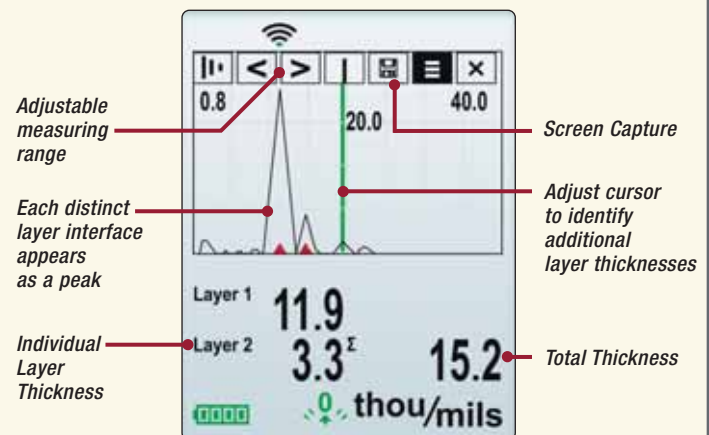 < > | ×
0.8
20.0
40.0
Adjustable
measuring
range
Screen Capture
Each distinct
layer interface
appears
as a peak
Adjust cursor
to identify
additional
layer thicknesses
Layer 1 11.9
Individual
Layer
Thickness
Layer 2 3.3 Σ 15.2
Total Thickness
0 thou/mils